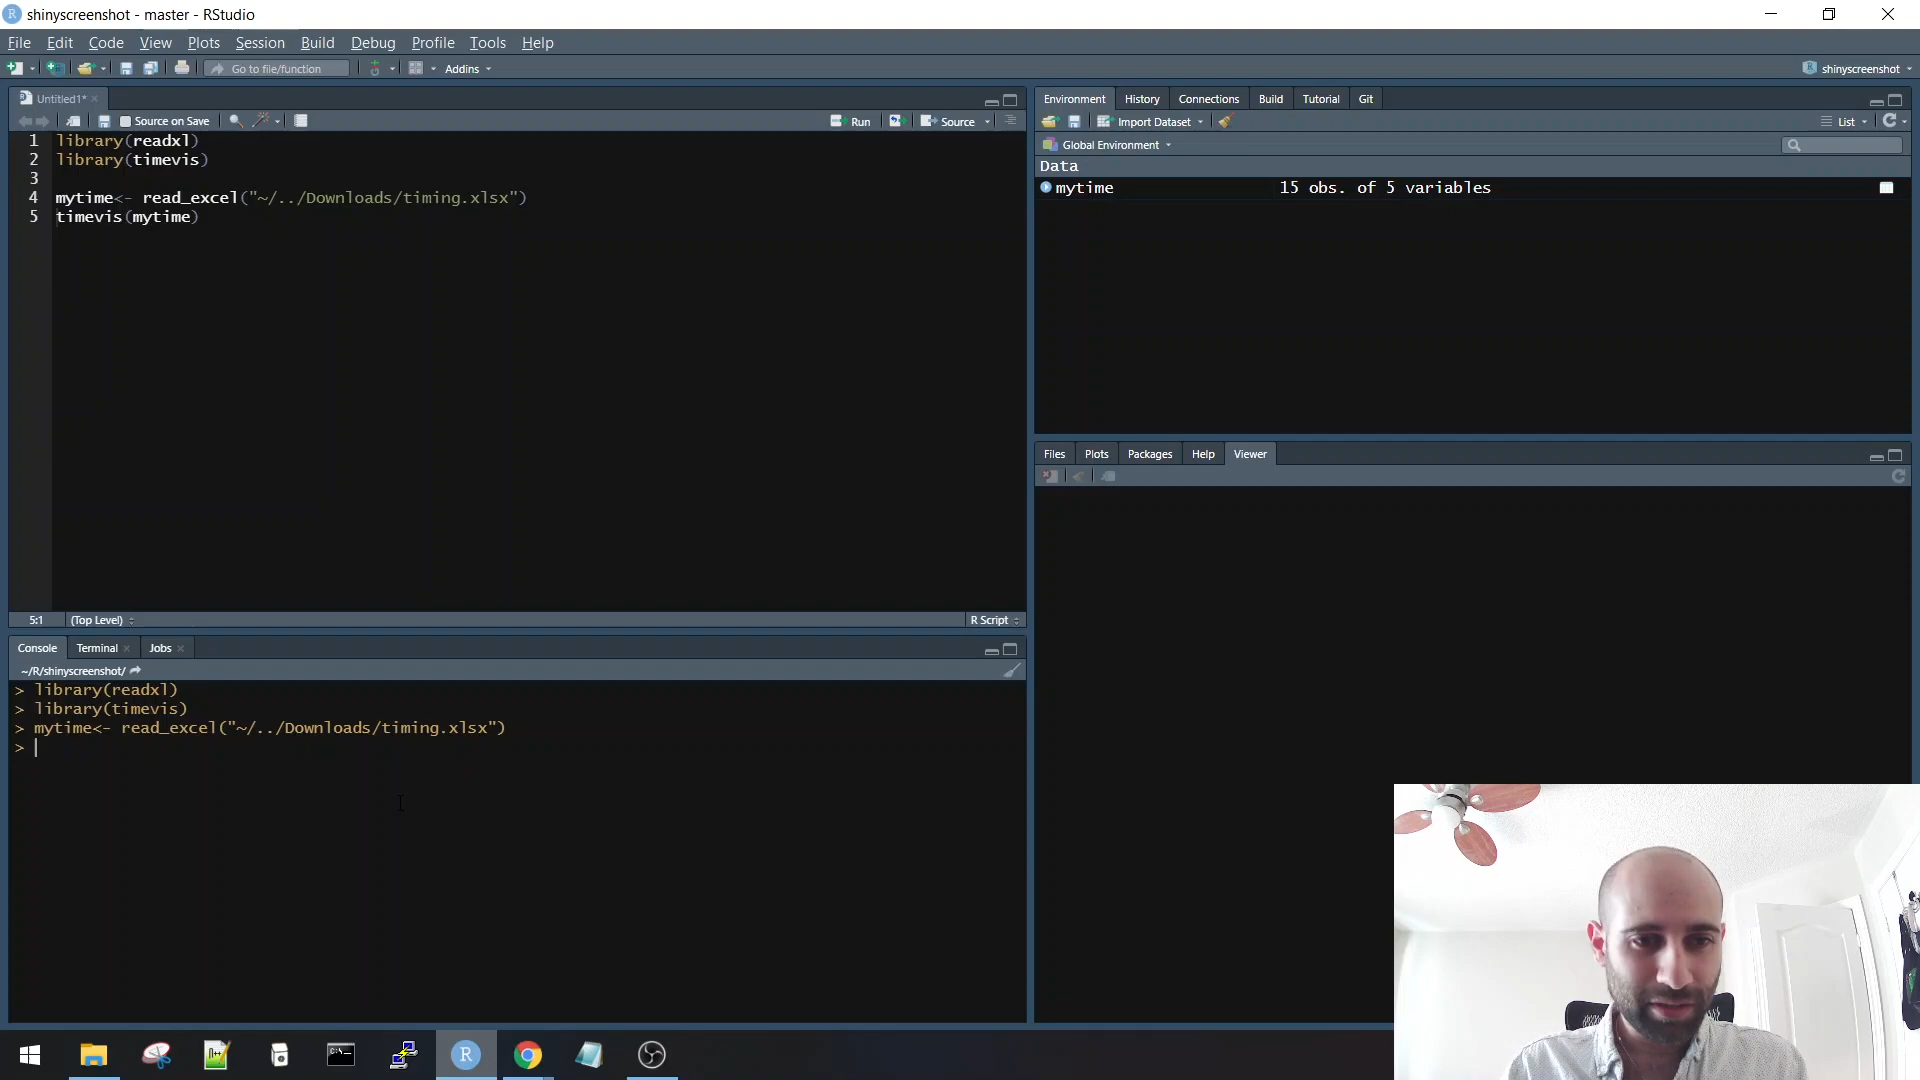 shinyscreenshot - master - RStudio
File Edit Code View Plots Session Build Debug Profile Tools Help
Go to file/function Addins shinyscreenshot
Untitled1*
Source on Save Run Source
1 library(readxl)
2 library(timevis)
3
4 mytime<- read_excel("~/../Downloads/timing.xlsx")
5 timevis(mytime)
5:1 (Top Level) R Script
Console Terminal Jobs
~/R/shinyscreenshot/
> library(readxl)
> library(timevis)
> mytime<- read_excel("~/../Downloads/timing.xlsx")
>
Environment History Connections Build Tutorial Git
Import Dataset List
Global Environment
Data
mytime 15 obs. of 5 variables
Files Plots Packages Help Viewer